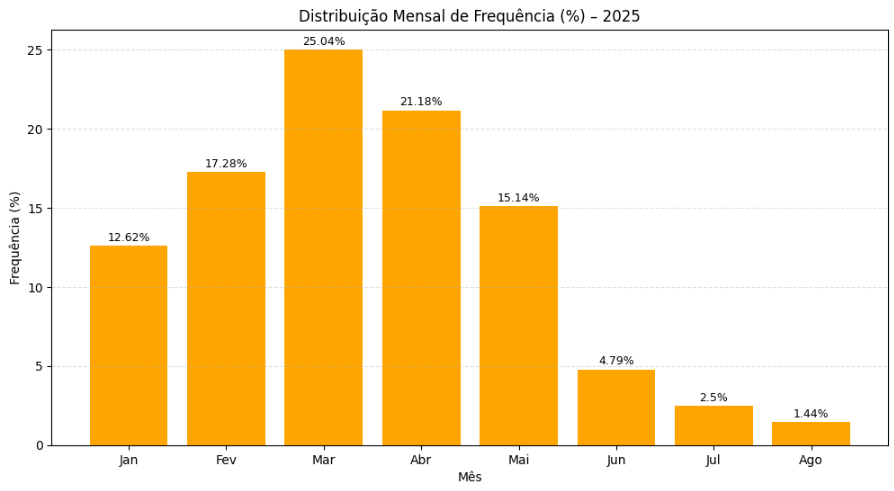 Distribuição Mensal de Frequência (%) – 2025
Frequência (%)
25
20
15
10
5
0
12.62%
17.28%
25.04%
21.18%
15.14%
4.79%
2.5%
1.44%
Jan
Fev
Mar
Abr
Mai
Jun
Jul
Ago
Mês